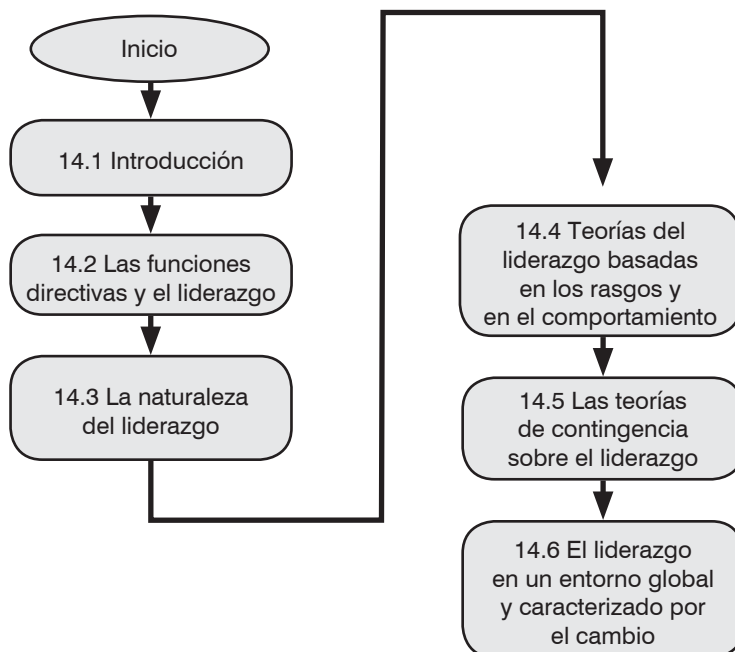 Inicio
14.1 Introducción
14.2 Las funciones
directivas y el liderazgo
14.3 La naturaleza
del liderazgo
14.4 Teorías del
liderazgo basadas
en los rasgos y
en el comportamiento
14.5 Las teorías
de contingencia
sobre el liderazgo
14.6 El liderazgo
en un entorno global
y caracterizado por
el cambio